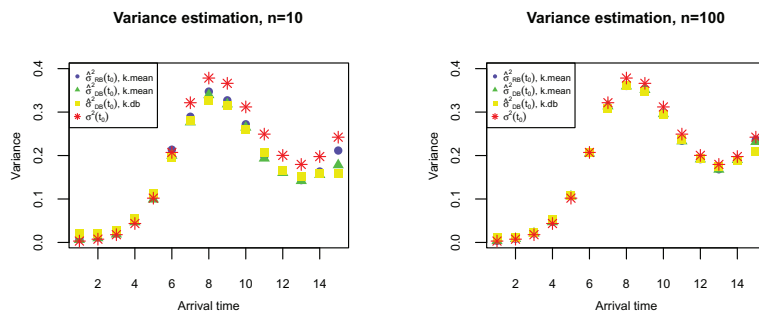 Variance estimation, n=10
Variance
0.0 0.1 0.2 0.3 0.4
σ̂²RB(t0), k.mean
σ̂²DB(t0), k.mean
σ̂²DB(t0), k.db
σ²(t0)
2 4 6 8 10 12 14
Arrival time
Variance estimation, n=100
Variance
0.0 0.1 0.2 0.3 0.4
σ̂²RB(t0), k.mean
σ̂²DB(t0), k.mean
σ̂²DB(t0), k.db
σ²(t0)
2 4 6 8 10 12 14
Arrival time